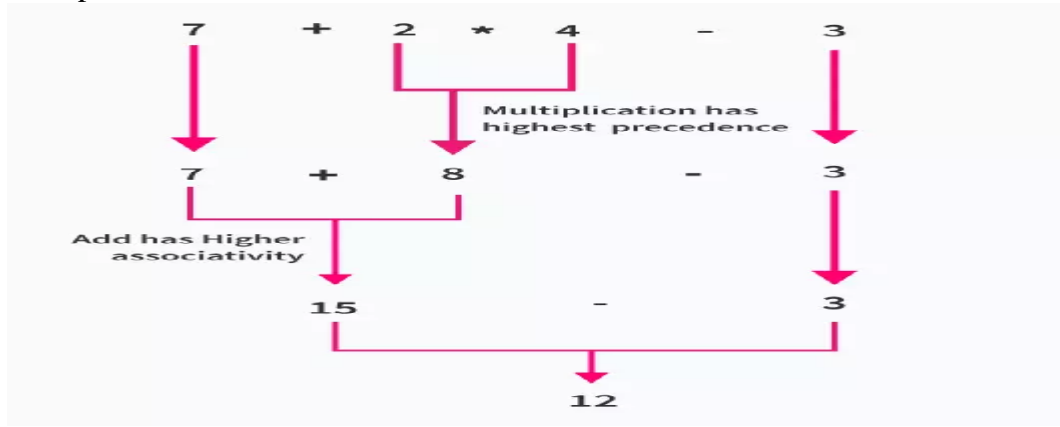 7 + 2 * 4 - 3
Multiplication has
highest precedence
7 + 8 - 3
Add has Higher
associativity
15 - 3
12